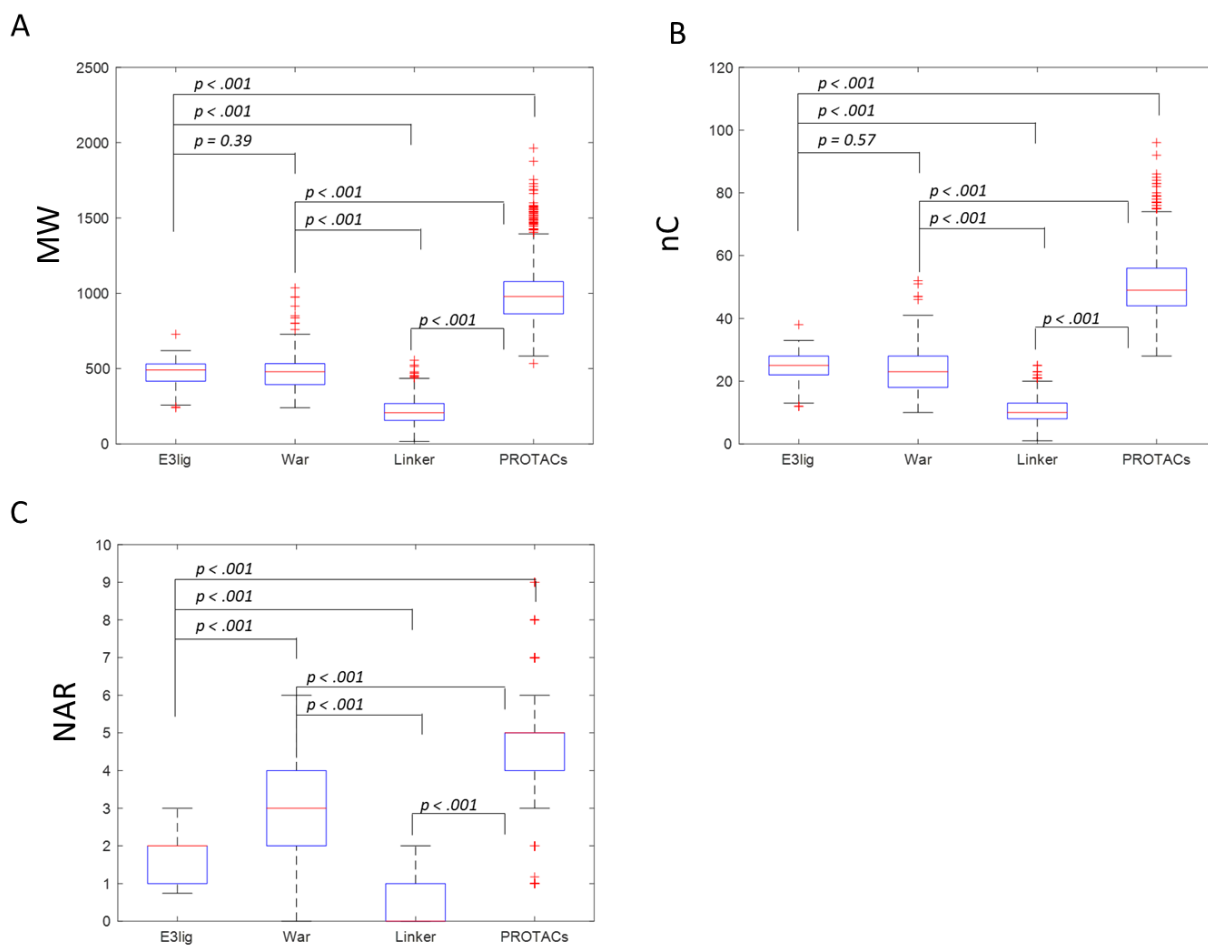 A
MW
2500
2000
1500
1000
500
0
p < .001
p < .001
p = 0.39
p < .001
p < .001
p < .001
E3lig War Linker PROTACs
B
nC
120
100
80
60
40
20
0
p < .001
p < .001
p = 0.57
p < .001
p < .001
p < .001
E3lig War Linker PROTACs
C
NAR
10
9
8
7
6
5
4
3
2
1
0
p < .001
p < .001
p < .001
p < .001
p < .001
p < .001
E3lig War Linker PROTACs